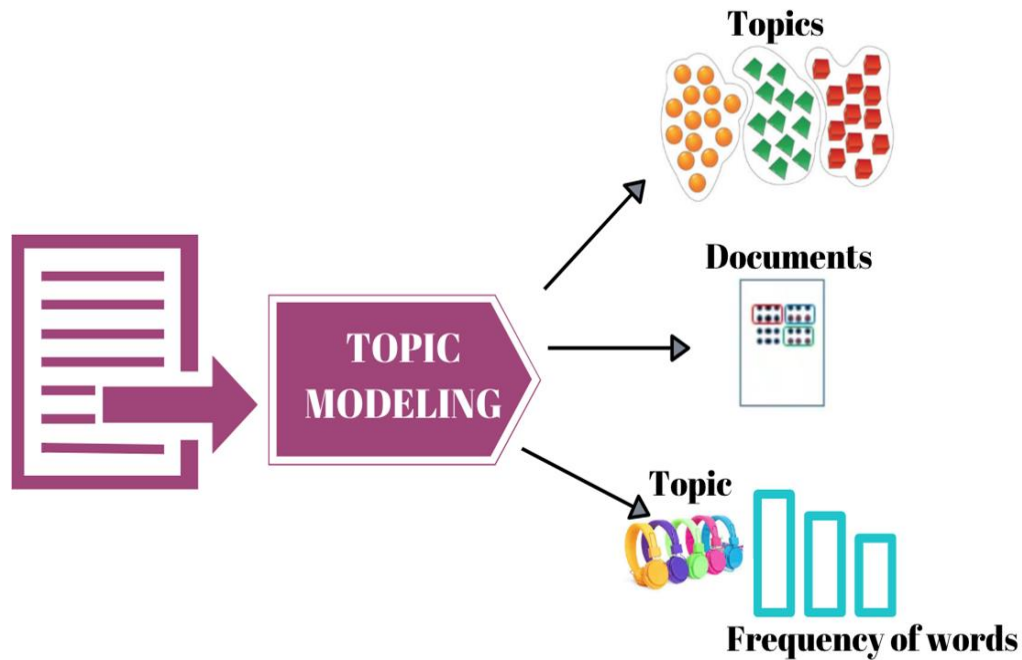 Topics
Documents
TOPIC
MODELING
Topic
Frequency of words